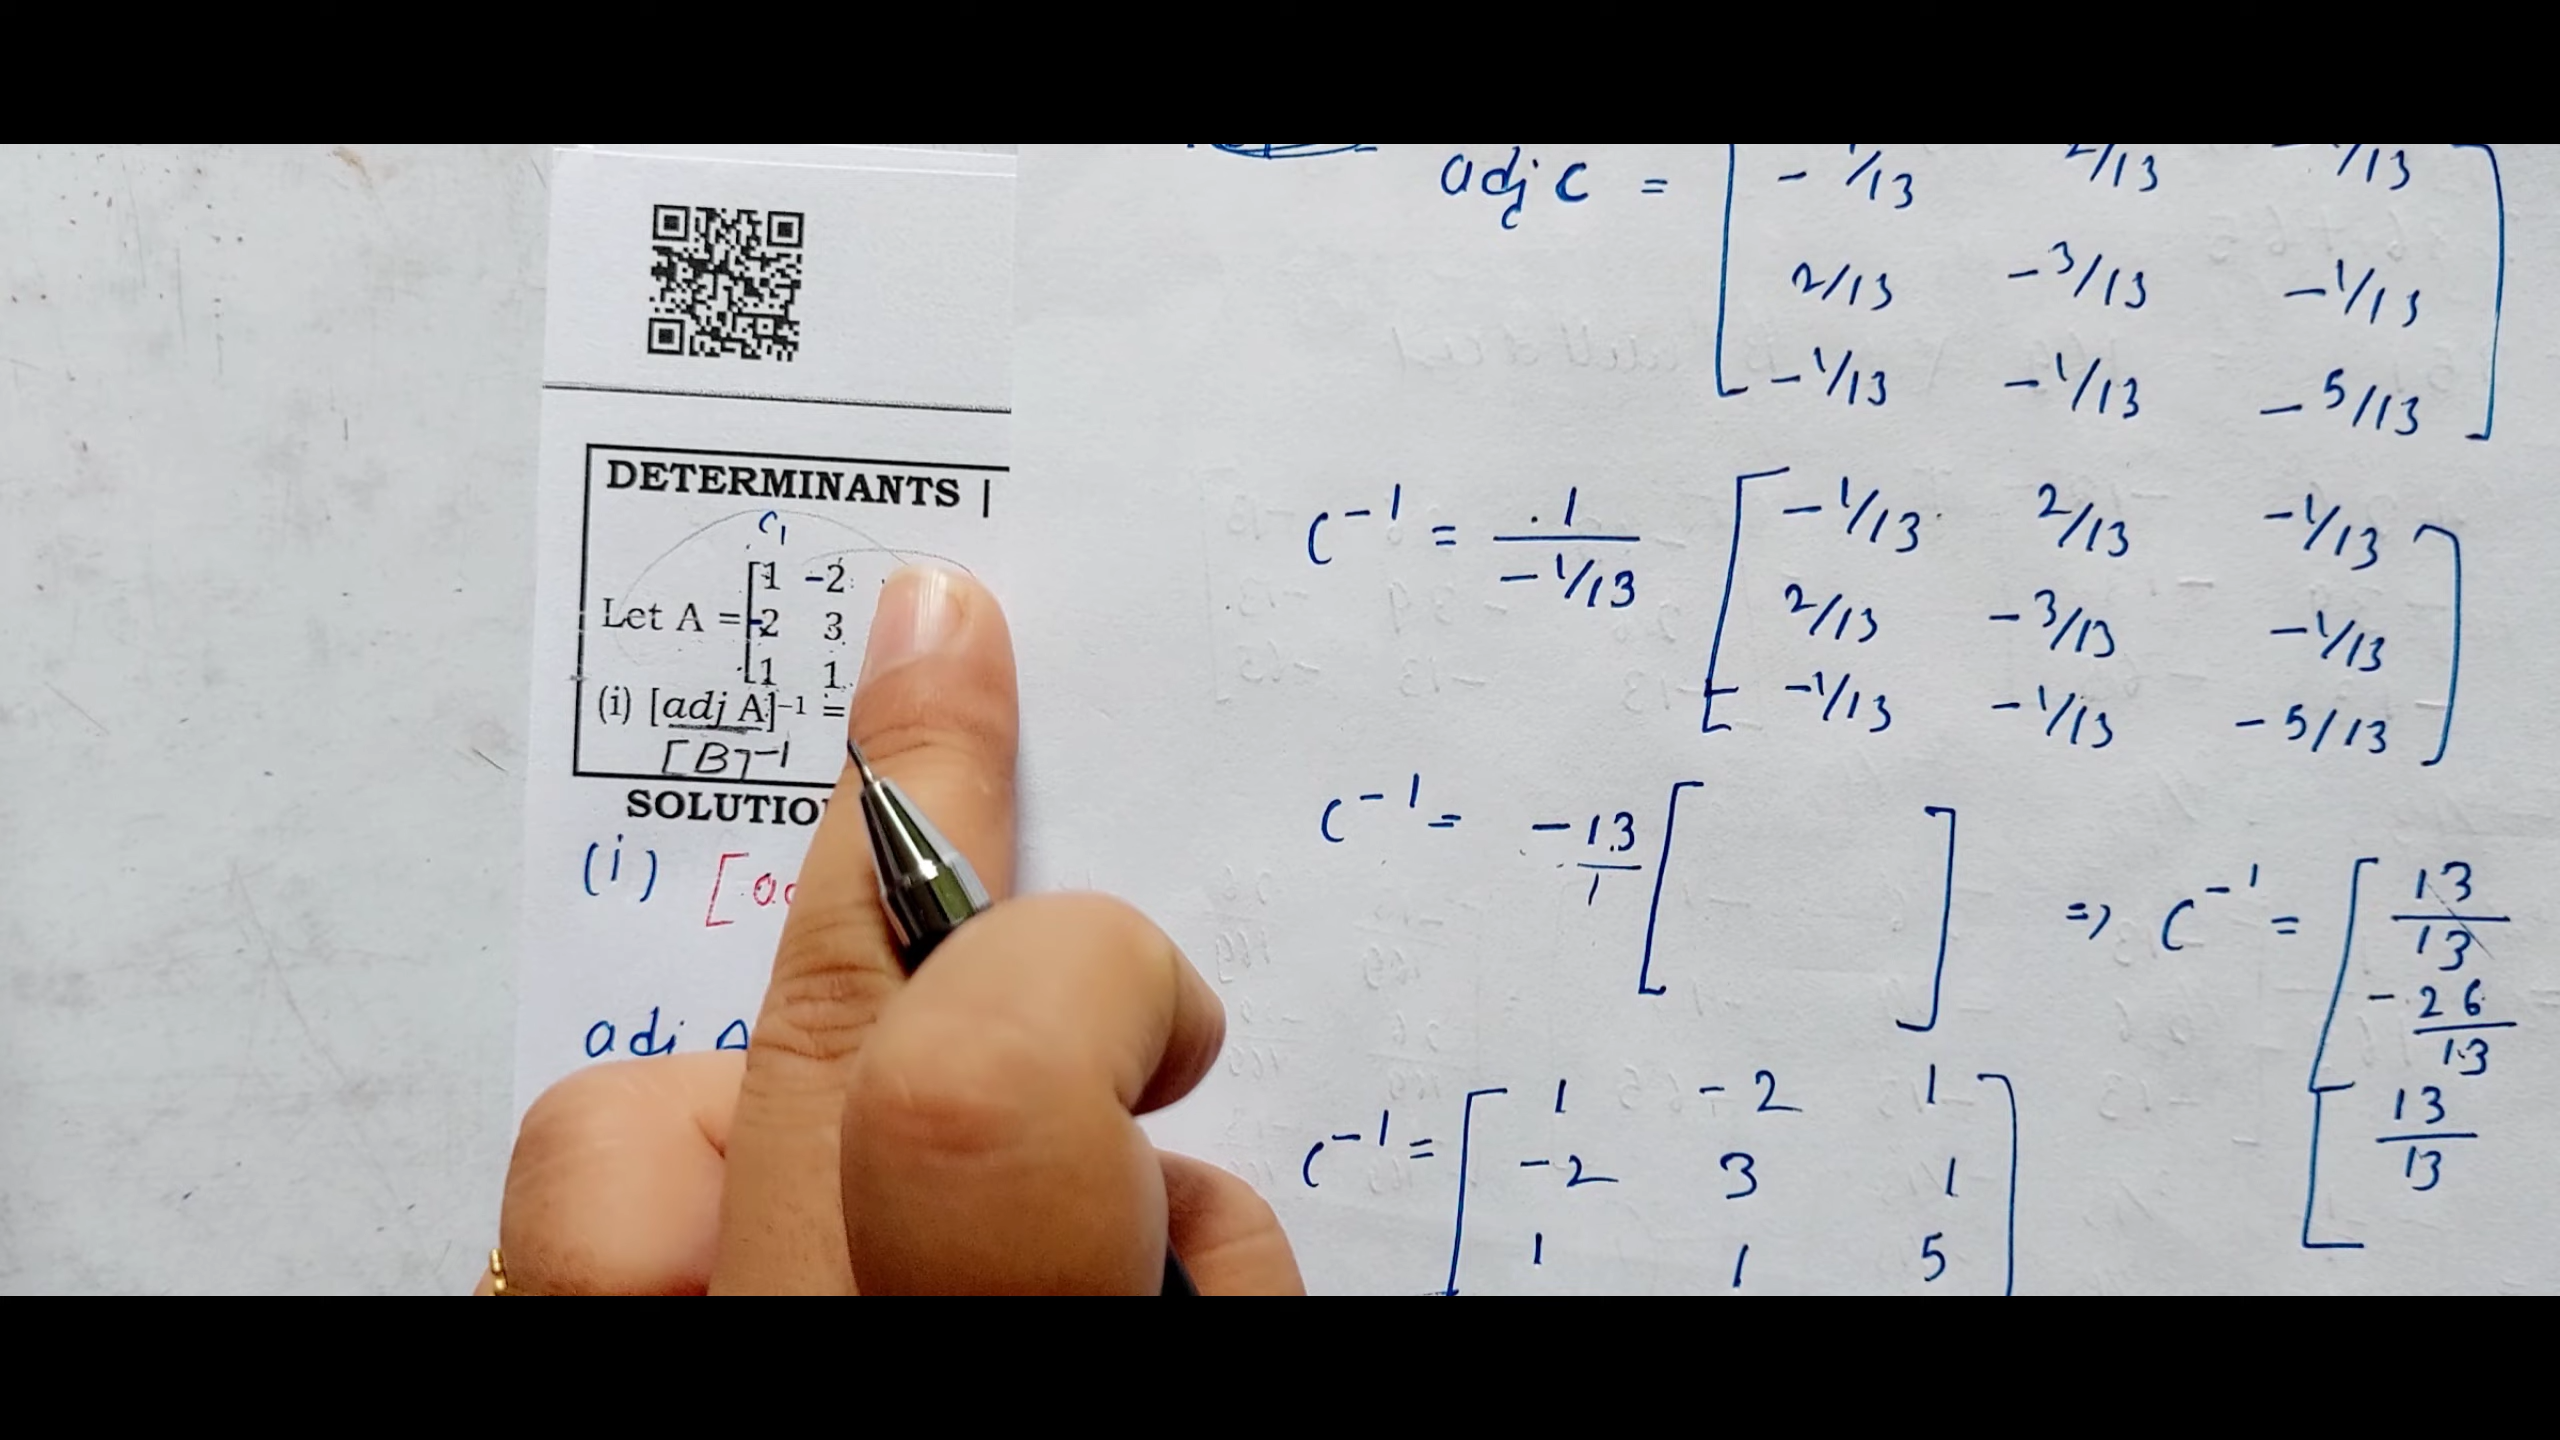 DETERMINANTS |
C1
Let A = [1 -2
-2 3
1 1
(i) [adj A]⁻¹ =
[B]⁻¹
(i) [
adj A
adj C = [ -1/13 2/13 -1/13
2/13 -3/13 -1/13
-1/13 -1/13 -5/13 ]
C⁻¹ = 1/(-1/13) [ -1/13 2/13 -1/13
2/13 -3/13 -1/13
-1/13 -1/13 -5/13 ]
C⁻¹ = -13/1 [ ] ⇒ C⁻¹ = [ 13/13
-26/13
13/13
C⁻¹ = [ 1 -2 1
-2 3 1
1 1 5 ]